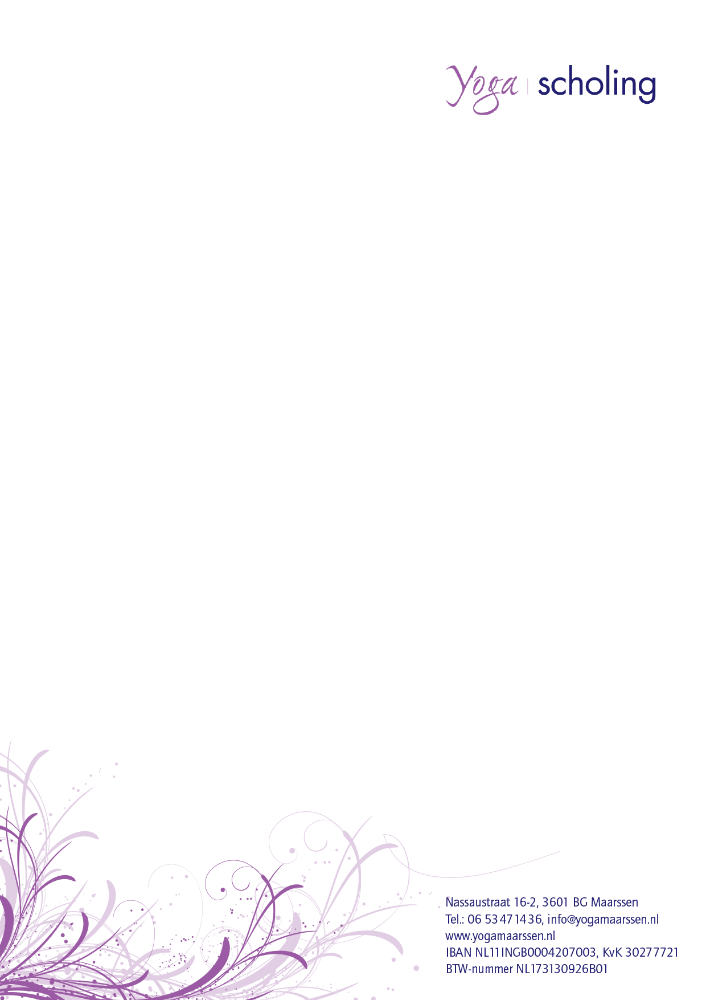 Yoga | scholing
Nassaustraat 16-2, 3601 BG Maarssen
Tel.: 06 53 47 14 36, info@yogamaarssen.nl
www.yogamaarssen.nl
IBAN NL11INGB0004207003, KvK 30277721
BTW-nummer NL173130926B01